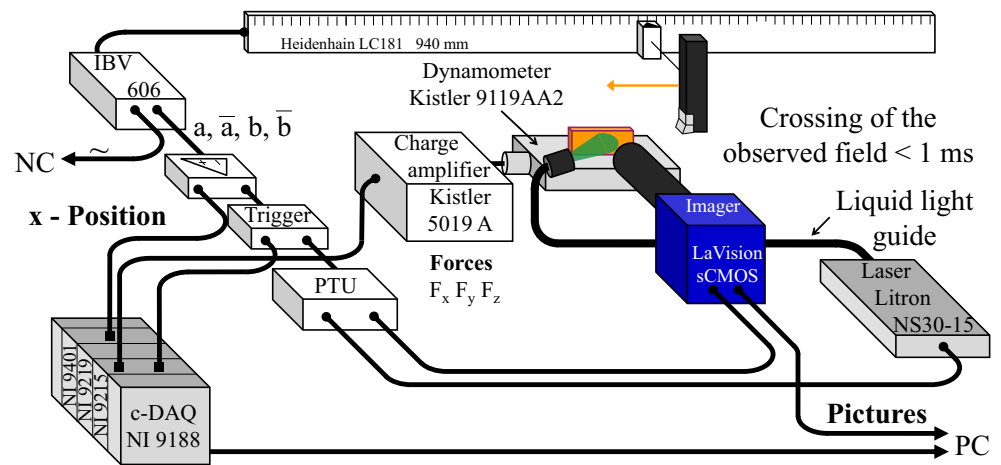 Heidenhain LC181 940 mm
IBV
606
a, a̅, b, b̅
NC
~
+
-
x - Position
Trigger
PTU
Dynamometer
Kistler 9119AA2
Charge
amplifier
Kistler
5019 A
Forces
Fx Fy Fz
Crossing of the
observed field < 1 ms
Imager
LaVision
sCMOS
Liquid light
guide
Laser
Litron
NS30-15
NI 9401
NI 9219
NI 9215
c-DAQ
NI 9188
Pictures
PC